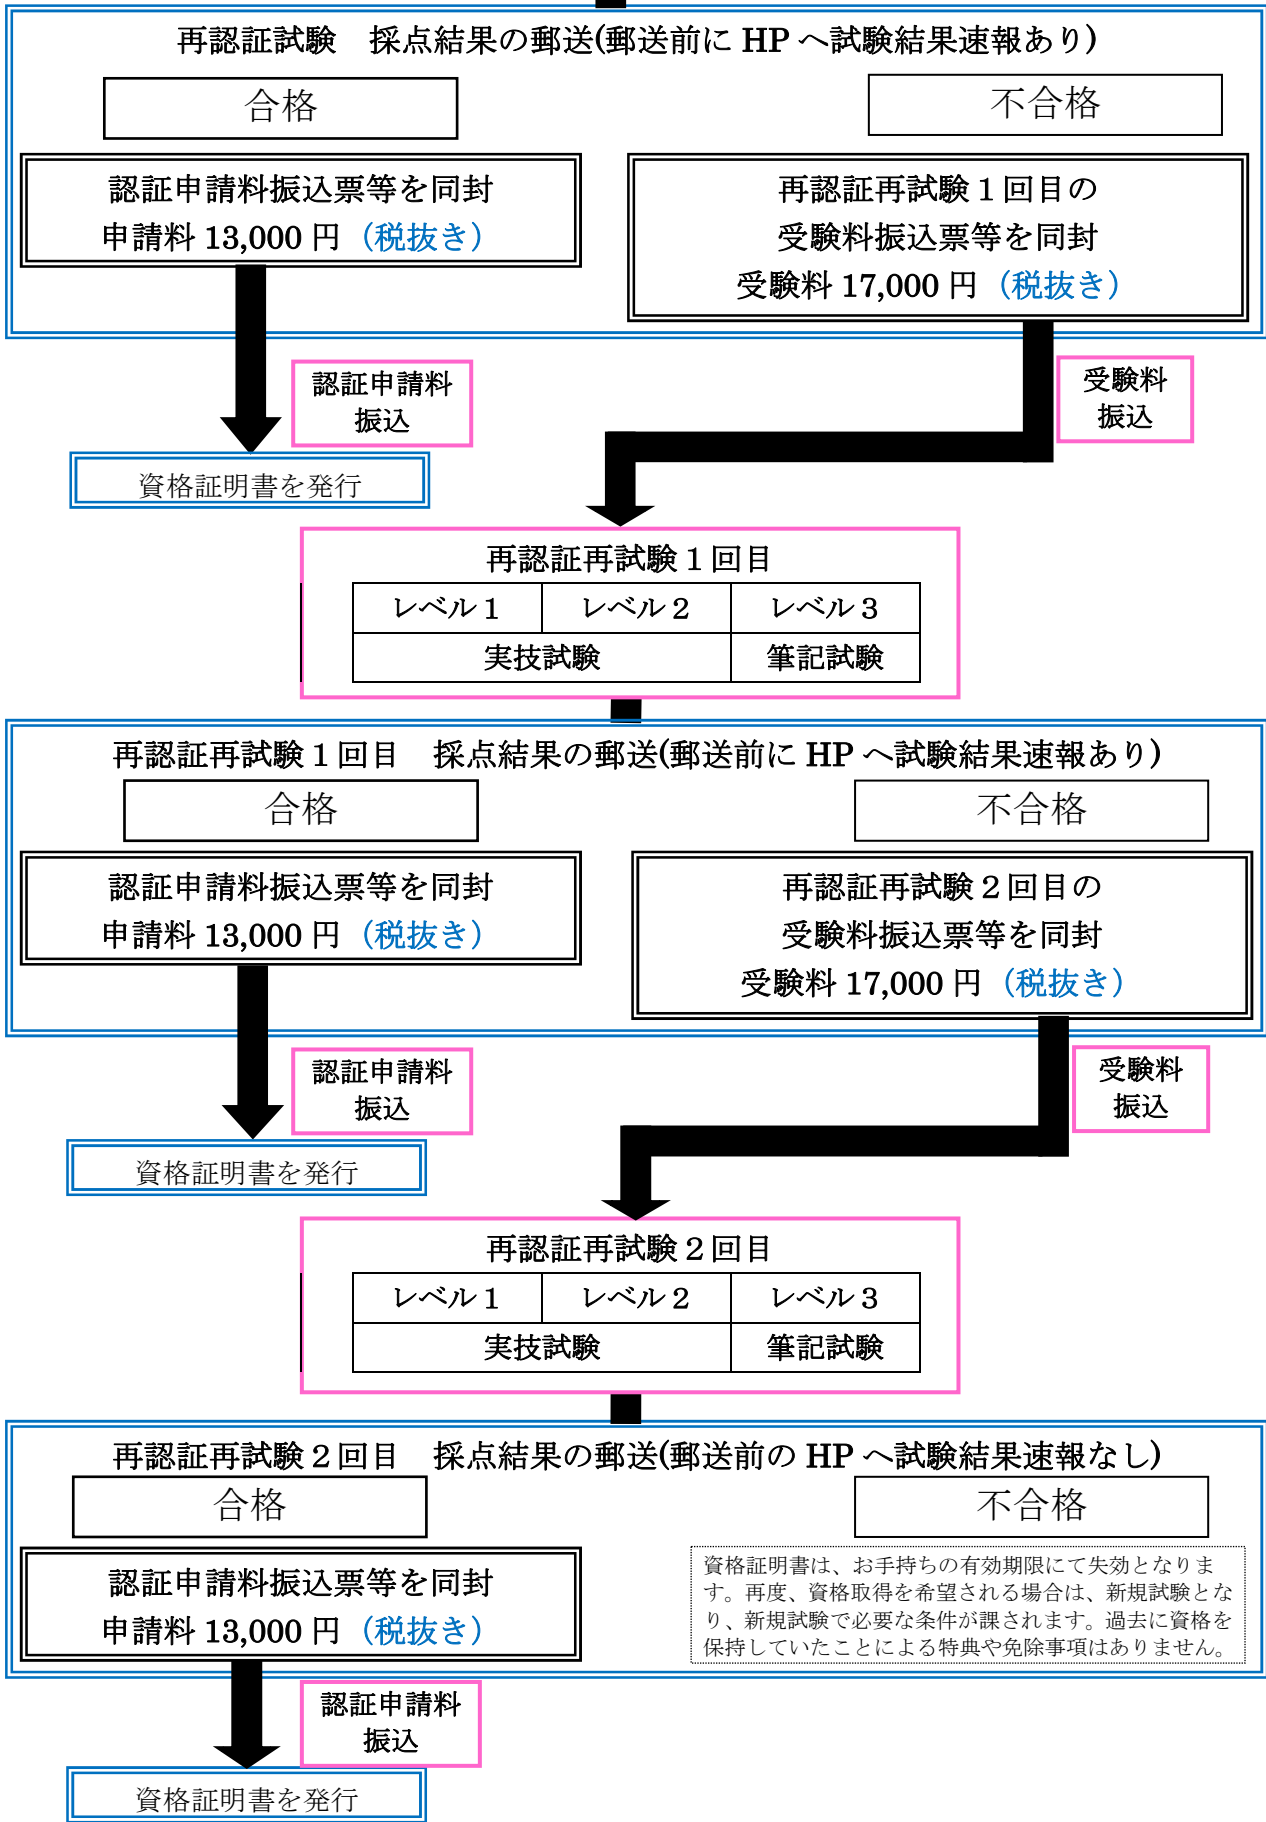 再認証試験　採点結果の郵送(郵送前に HP へ試験結果速報あり)
合格
不合格
認証申請料振込票等を同封
申請料 13,000 円（税抜き）
再認証再試験１回目の
受験料振込票等を同封
受験料 17,000 円（税抜き）
認証申請料
振込
受験料
振込
資格証明書を発行
再認証再試験１回目
レベル１ レベル２ レベル３
実技試験 筆記試験
再認証再試験１回目　採点結果の郵送(郵送前に HP へ試験結果速報あり)
合格
不合格
認証申請料振込票等を同封
申請料 13,000 円（税抜き）
再認証再試験２回目の
受験料振込票等を同封
受験料 17,000 円（税抜き）
認証申請料
振込
受験料
振込
資格証明書を発行
再認証再試験２回目
レベル１ レベル２ レベル３
実技試験 筆記試験
再認証再試験２回目　採点結果の郵送(郵送前の HP へ試験結果速報なし)
合格
不合格
認証申請料振込票等を同封
申請料 13,000 円（税抜き）
資格証明書は、お手持ちの有効期限にて失効となりま
す。再度、資格取得を希望される場合は、新規試験とな
り、新規試験で必要な条件が課されます。過去に資格を
保持していたことによる特典や免除事項はありません。
認証申請料
振込
資格証明書を発行